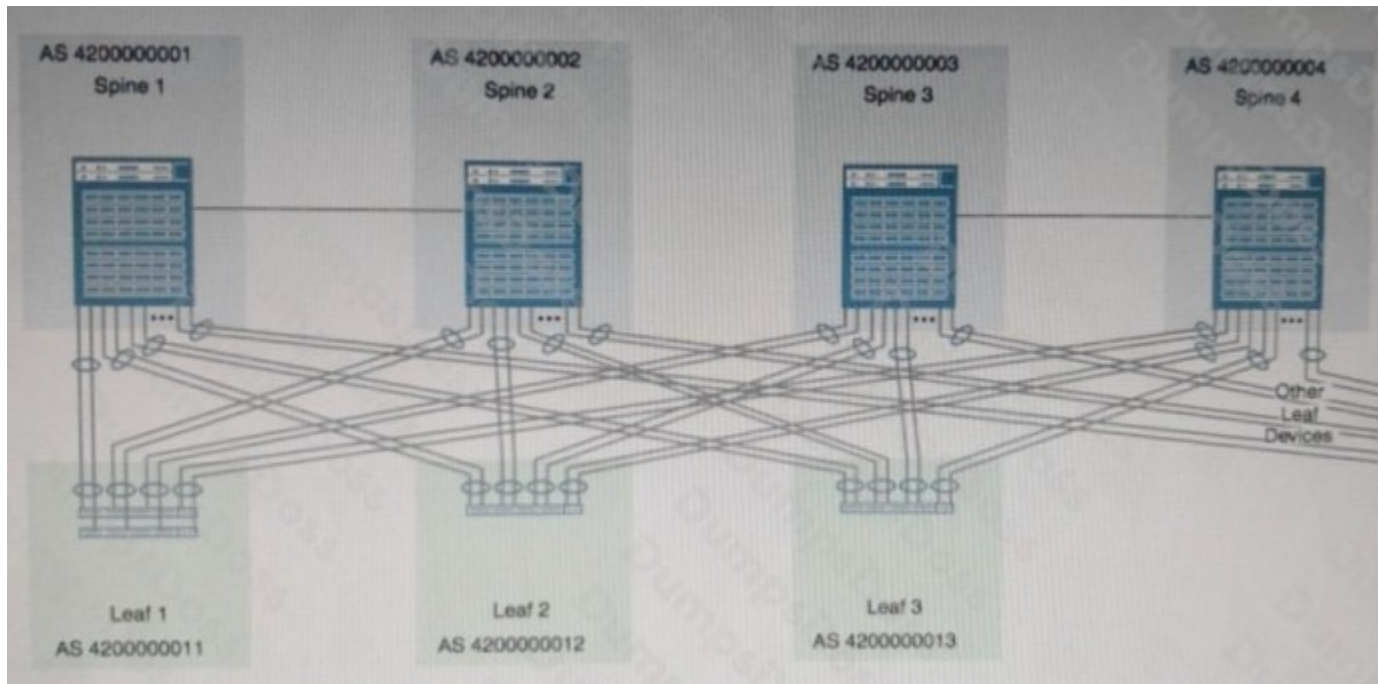 AS 4200000001
Spine 1
AS 4200000002
Spine 2
AS 4200000003
Spine 3
AS 4200000004
Spine 4
Other
Leaf
Devices
Leaf 1
AS 4200000011
Leaf 2
AS 4200000012
Leaf 3
AS 4200000013